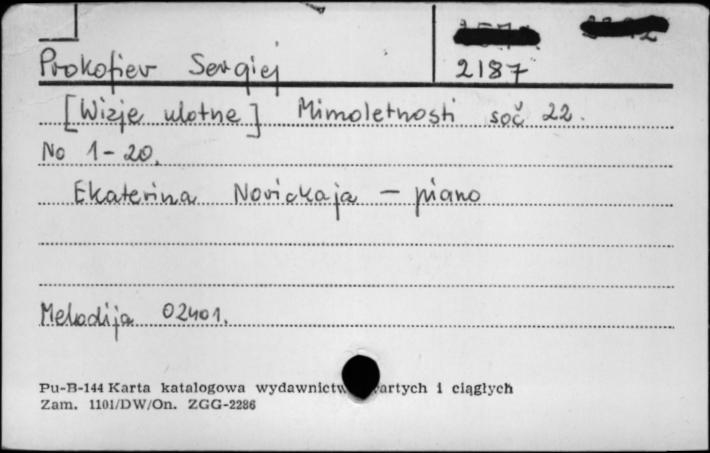 Prokofiev Sergiej
2187
[Wizje ulotne] Mimoletnosti soč 22.
No 1-20.
Ekaterina Novickaja - piano
Melodija 02401.
Pu-B-144 Karta katalogowa wydawnictw artych i ciągłych
Zam. 1101/DW/On. ZGG-2286